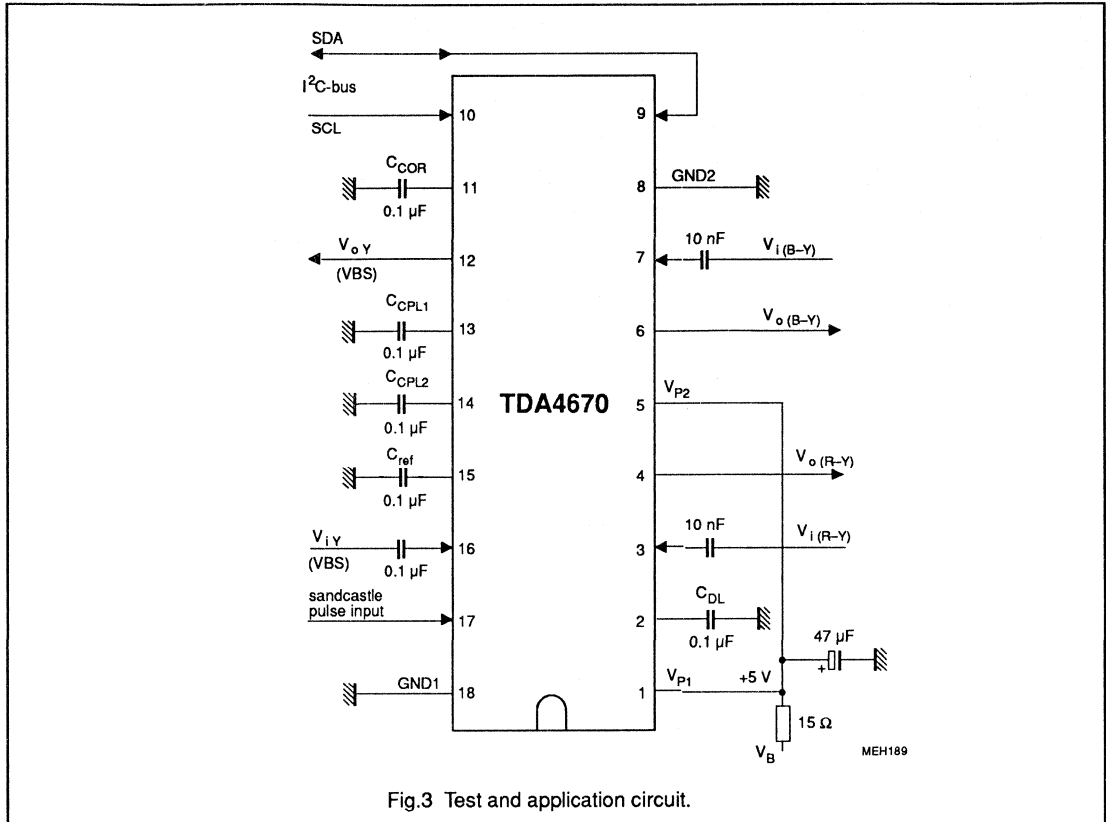 SDA
I²C-bus
SCL
10
9
C_COR
0.1 µF
11
8
GND2
V_o Y
(VBS)
12
7
10 nF
V_i (B–Y)
C_CPL1
0.1 µF
13
6
V_o (B–Y)
C_CPL2
0.1 µF
14
TDA4670
5
V_P2
C_ref
0.1 µF
15
4
V_o (R–Y)
V_i Y
(VBS)
0.1 µF
16
3
10 nF
V_i (R–Y)
sandcastle
pulse input
17
2
C_DL
0.1 µF
47 µF
+
GND1
18
1
V_P1
+5 V
15 Ω
V_B
MEH189
Fig.3 Test and application circuit.